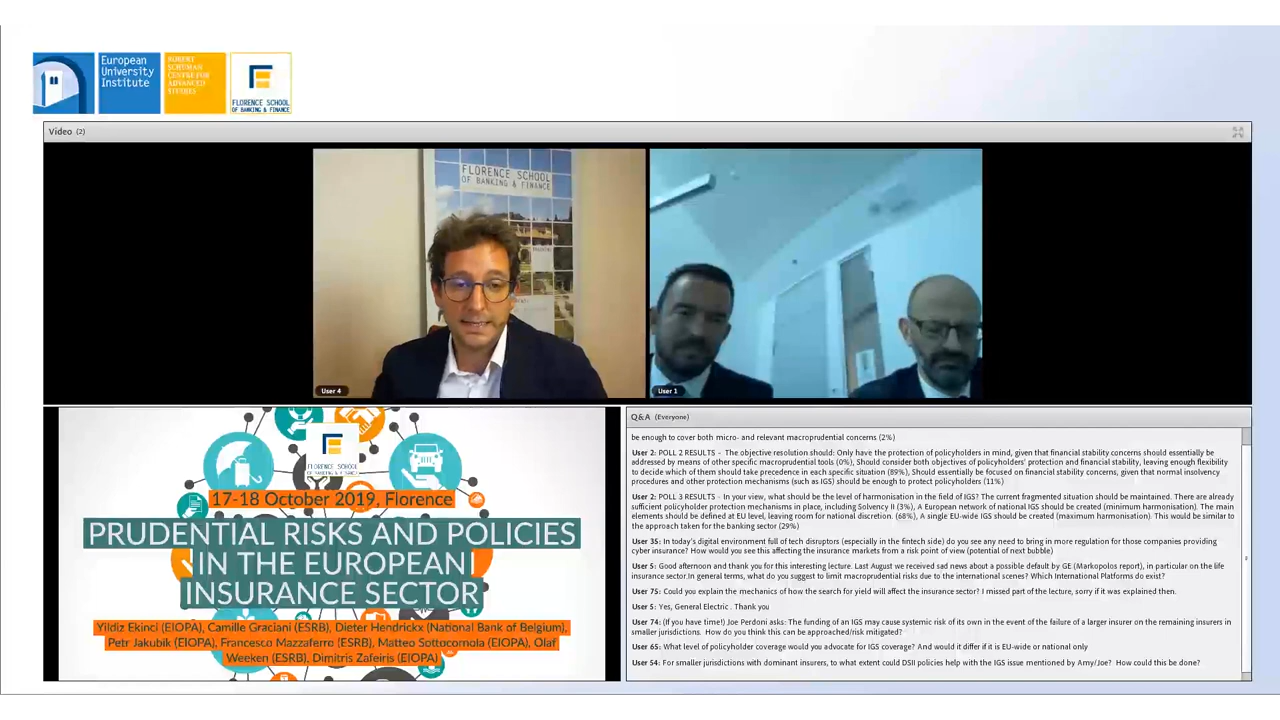 European
University
Institute
ROBERT
SCHUMAN
CENTRE FOR
ADVANCED
STUDIES
FLORENCE SCHOOL
OF BANKING & FINANCE
Video (2)
FLORENCE SCHOOL
OF BANKING & FINANCE
User 4
User 1
FLORENCE SCHOOL
OF BANKING & FINANCE
17-18 October 2019, Florence
PRUDENTIAL RISKS AND POLICIES
IN THE EUROPEAN
INSURANCE SECTOR
Yildiz Ekinci (EIOPA), Camille Graciani (ESRB), Dieter Hendrickx (National Bank of Belgium),
Petr Jakubik (EIOPA), Francesco Mazzaferro (ESRB), Matteo Sottocornola (EIOPA), Olaf
Weeken (ESRB), Dimitris Zafeiris (EIOPA)
Q&A (Everyone)
be enough to cover both micro- and relevant macroprudential concerns (2%)
User 2: POLL 2 RESULTS - The objective resolution should: Only have the protection of policyholders in mind, given that financial stability concerns should essentially be
addressed by means of other specific macroprudential tools (0%), Should consider both objectives of policyholders' protection and financial stability, leaving enough flexibility
to decide which of them should take precedence in each specific situation (89%), Should essentially be focused on financial stability concerns, given that normal insolvency
procedures and other protection mechanisms (such as IGS) should be enough to protect policyholders (11%)
User 2: POLL 3 RESULTS - In your view, what should be the level of harmonisation in the field of IGS? The current fragmented situation should be maintained. There are already
sufficient policyholder protection mechanisms in place, including Solvency II (3%), A European network of national IGS should be created (minimum harmonisation). The main
elements should be defined at EU level, leaving room for national discretion. (68%), A single EU-wide IGS should be created (maximum harmonisation). This would be similar to
the approach taken for the banking sector (29%)
User 35: In today's digital environment full of tech disruptors (especially in the fintech side) do you see any need to bring in more regulation for those companies providing
cyber insurance? How would you see this affecting the insurance markets from a risk point of view (potential of next bubble)
User 5: Good afternoon and thank you for this interesting lecture. Last August we received sad news about a possible default by GE (Markopolos report), in particular on the life
insurance sector.In general terms, what do you suggest to limit macroprudential risks due to the international scenes? Which International Platforms do exist?
User 75: Could you explain the mechanics of how the search for yield will affect the insurance sector? I missed part of the lecture, sorry if it was explained then.
User 5: Yes, General Electric . Thank you
User 74: (If you have time!) Joe Perdoni asks: The funding of an IGS may cause systemic risk of its own in the event of the failure of a larger insurer on the remaining insurers in
smaller jurisdictions. How do you think this can be approached/risk mitigated?
User 65: What level of policyholder coverage would you advocate for IGS coverage? And would it differ if it is EU-wide or national only
User 54: For smaller jurisdictions with dominant insurers, to what extent could DSII policies help with the IGS issue mentioned by Amy/Joe? How could this be done?